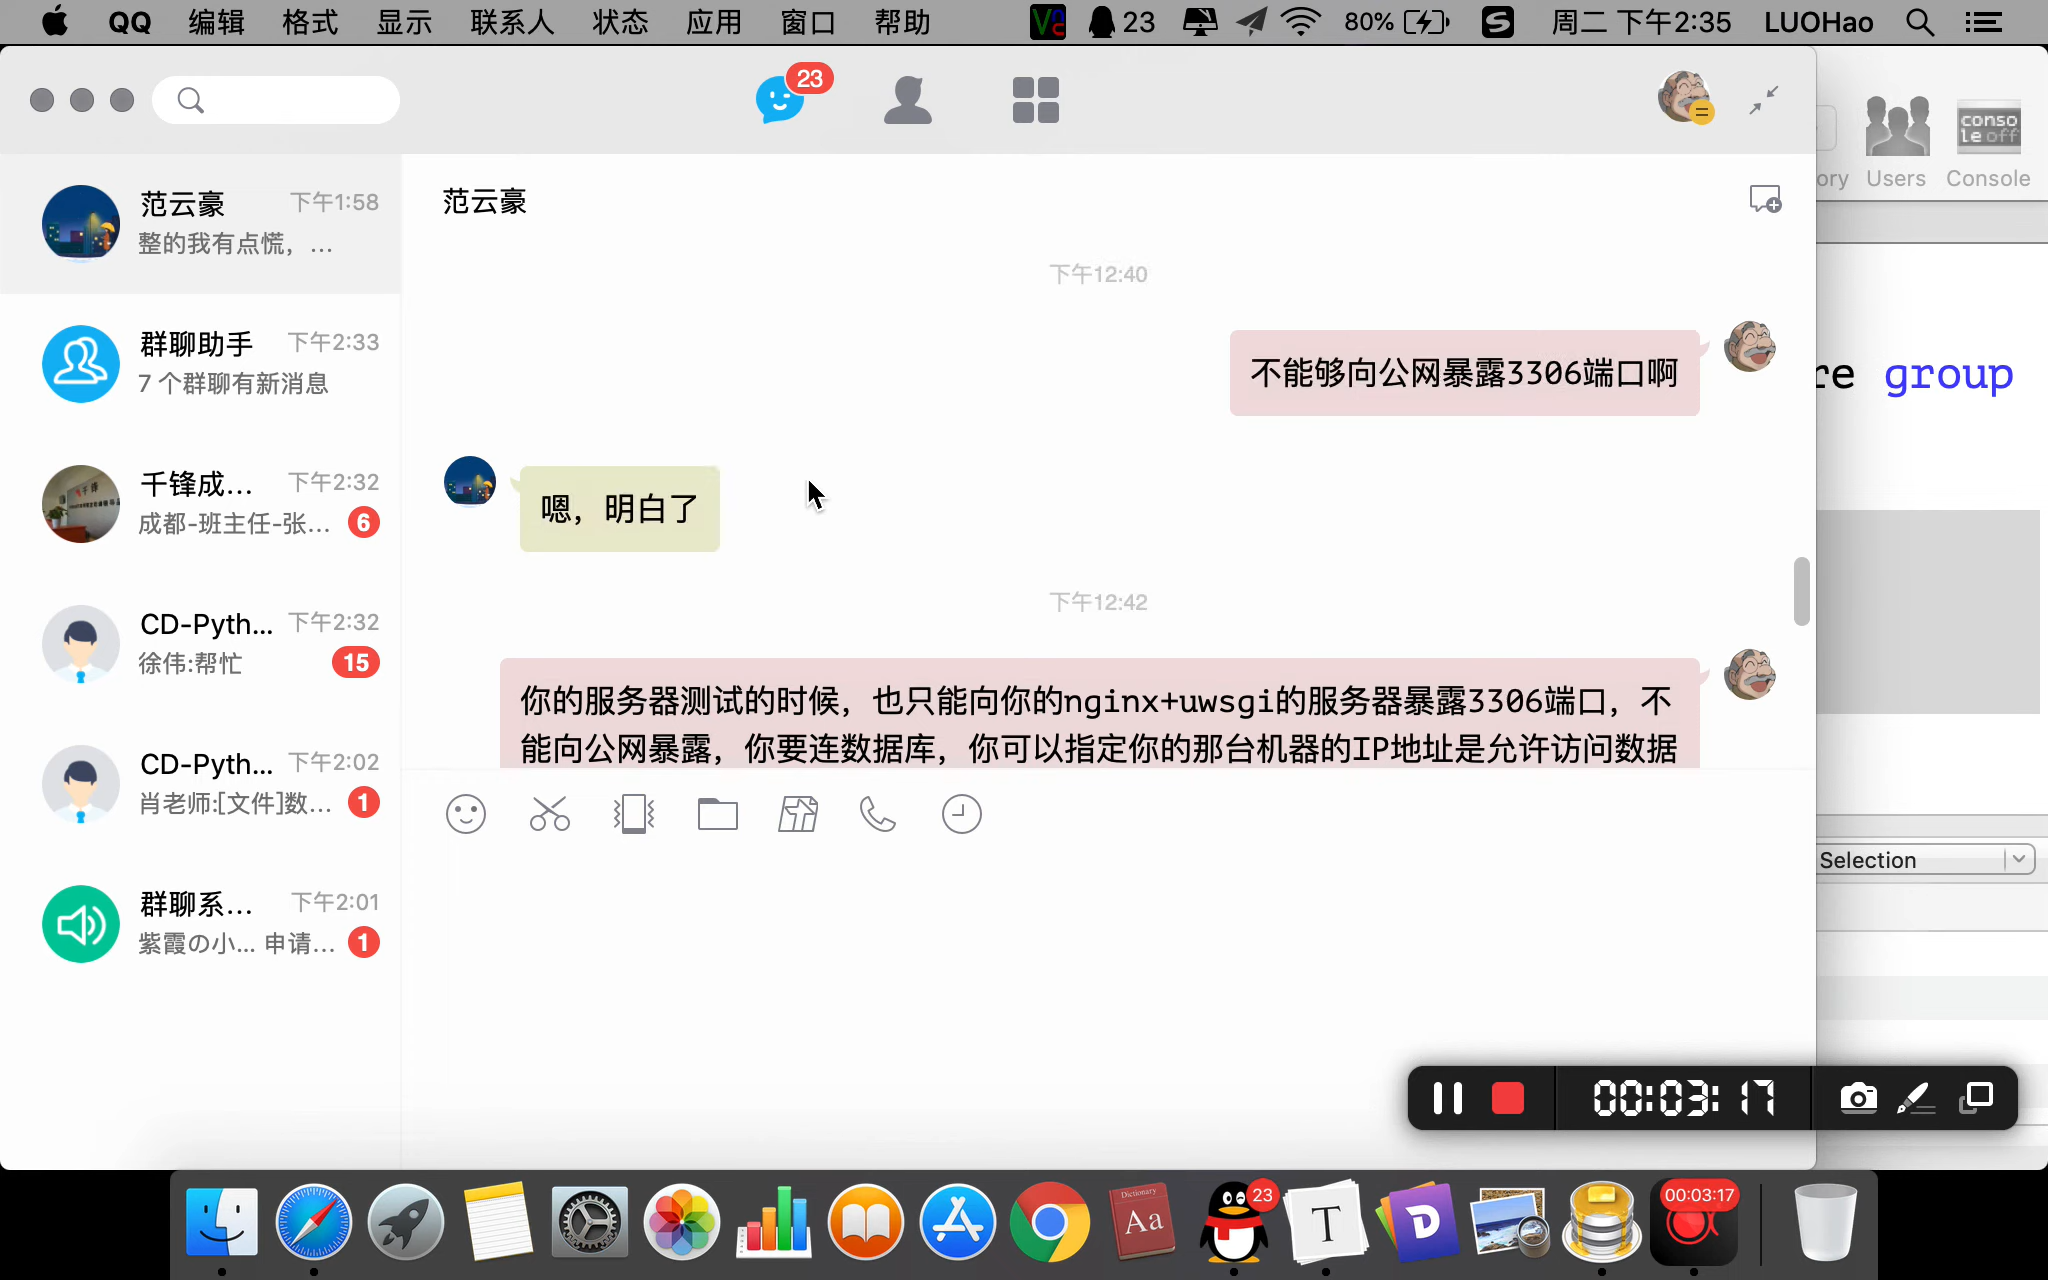 QQ 编辑 格式 显示 联系人 状态 应用 窗口 帮助 23 80% 周二 下午2:35 LUOHao
23
conso
le off
ory Users Console
范云豪 下午1:58
整的我有点慌，...
范云豪
群聊助手 下午2:33
7 个群聊有新消息
千锋成... 下午2:32
成都-班主任-张... 6
CD-Pyth... 下午2:32
徐伟:帮忙 15
CD-Pyth... 下午2:02
肖老师:[文件]数... 1
群聊系... 下午2:01
紫霞の小... 申请... 1
下午12:40
不能够向公网暴露3306端口啊
嗯，明白了
下午12:42
你的服务器测试的时候，也只能向你的nginx+uwsgi的服务器暴露3306端口，不
能向公网暴露，你要连数据库，你可以指定你的那台机器的IP地址是允许访问数据
re group
Selection
00:03:17
Dictionary
Aa
23
T
D
00:03:17